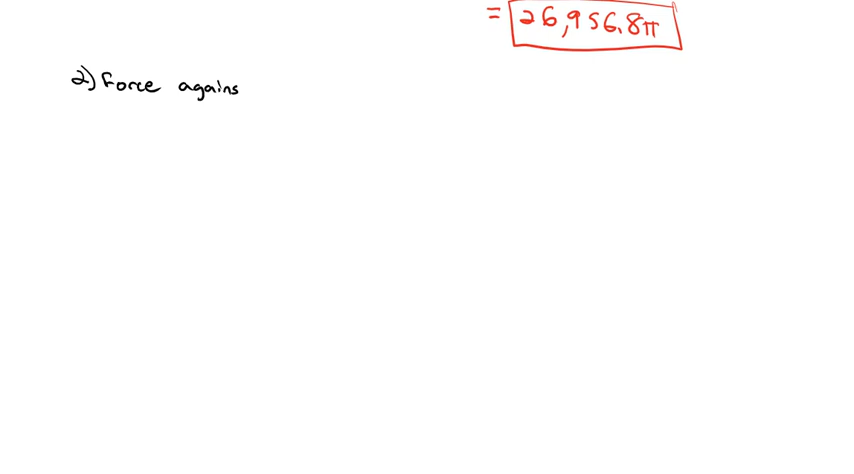 = 26,956.8π
2) Force agains